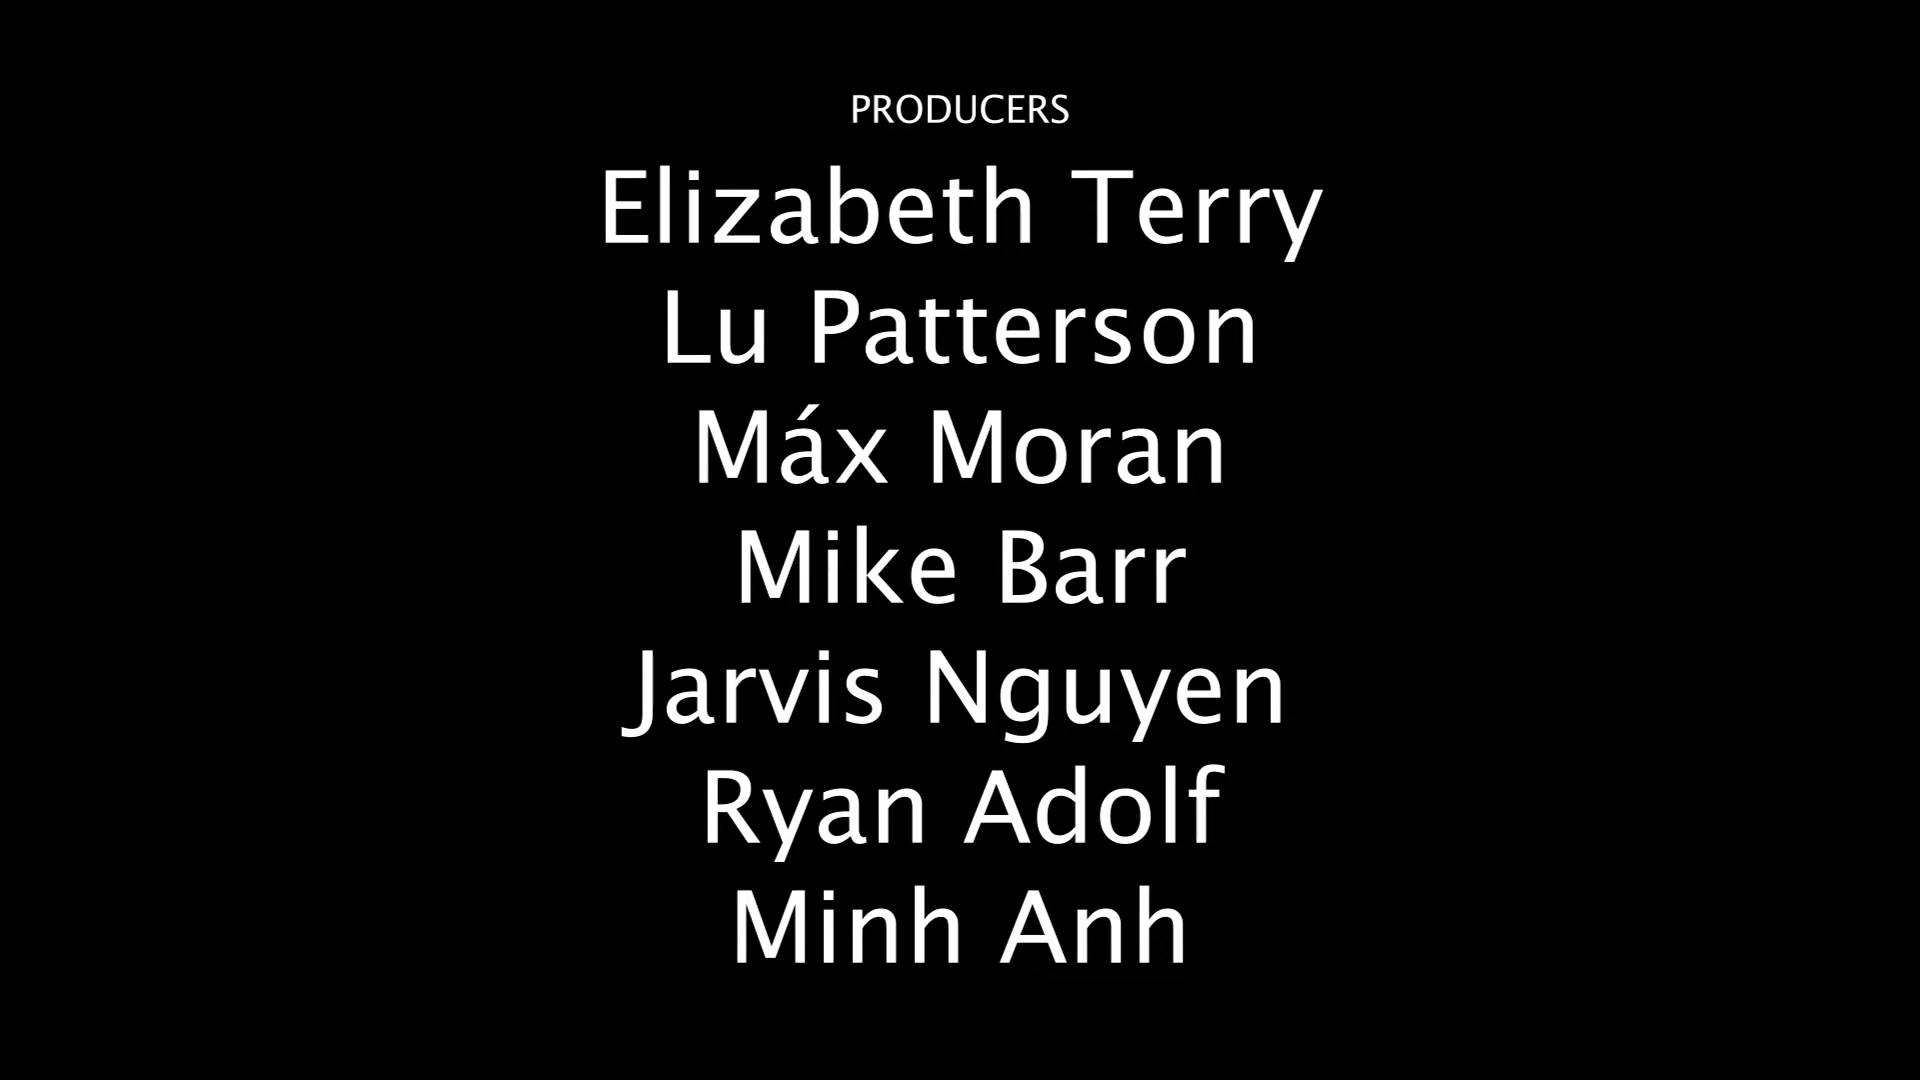 PRODUCERS
Elizabeth Terry
Lu Patterson
Máx Moran
Mike Barr
Jarvis Nguyen
Ryan Adolf
Minh Anh